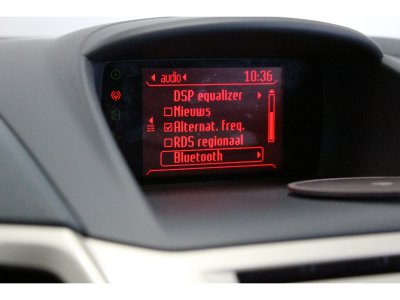 audio 10:36
DSP equalizer
Nieuws
Alternat. freq.
RDS regionaal
Bluetooth